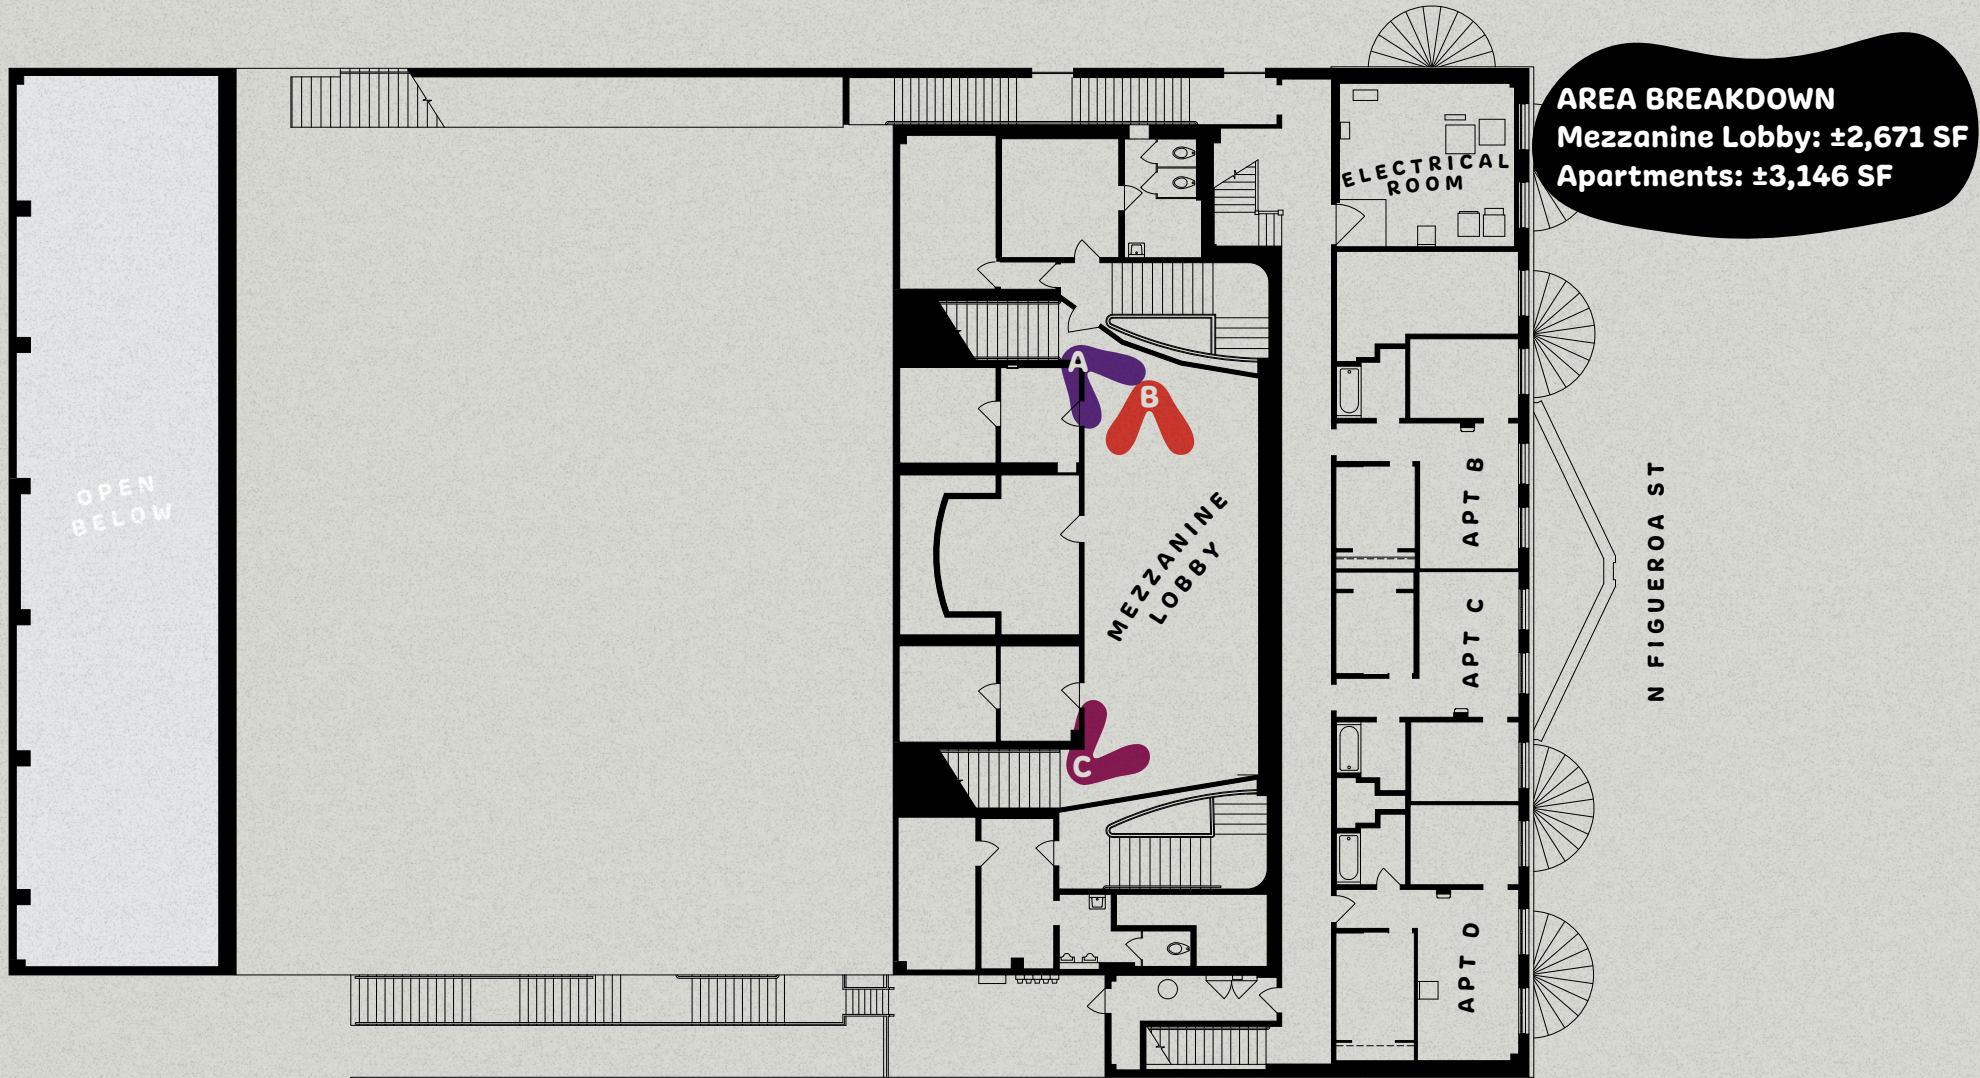 AREA BREAKDOWN
Mezzanine Lobby: ±2,671 SF
Apartments: ±3,146 SF
ELECTRICAL
ROOM
A
B
OPEN
BELOW
MEZZANINE
LOBBY
APT B
APT C
N FIGUEROA ST
C
APT D